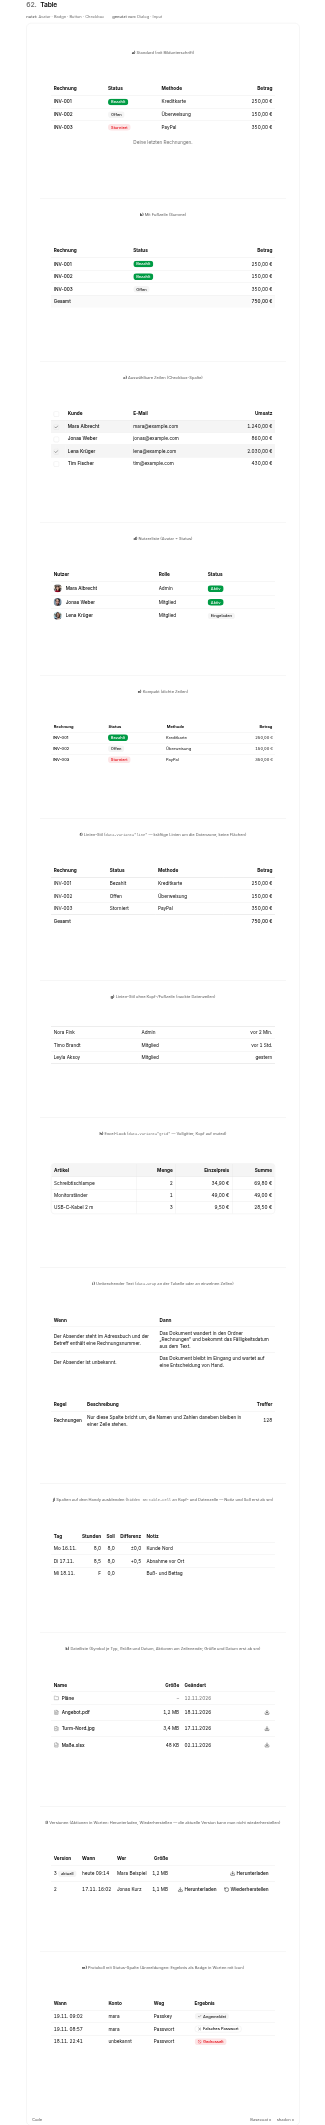 62. Table
a) Standard (mit Bildunterschrift)
Rechnung Status Methode Betrag
INV-001 Bezahlt Kreditkarte 250,00 €
INV-002 Offen Überweisung 150,00 €
INV-003 Storniert PayPal 350,00 €
Deine letzten Rechnungen.
b) Mit Fußzeile (Summe)
Rechnung Status Betrag
INV-001 Bezahlt 250,00 €
INV-002 Bezahlt 150,00 €
INV-003 Offen 350,00 €
Gesamt 750,00 €
c) Auswählbare Zeilen (Checkbox-Spalte)
Kunde E-Mail Umsatz
Mara Albrecht mara@example.com 1.240,00 €
Jonas Weber jonas@example.com 860,00 €
Lena Krüger lena@example.com 2.030,00 €
Tim Fischer tim@example.com 430,00 €
d) Nutzerliste (Avatar + Status)
Nutzer Rolle Status
Mara Albrecht Admin Aktiv
Jonas Weber Mitglied Aktiv
Lena Krüger Mitglied Eingeladen
e) Kompakt (dichte Zeilen)
Rechnung Status Methode Betrag
INV-001 Bezahlt Kreditkarte 250,00 €
INV-002 Offen Überweisung 150,00 €
INV-003 Storniert PayPal 350,00 €
Rechnung Status Methode Betrag
INV-001 Bezahlt Kreditkarte 250,00 €
INV-002 Offen Überweisung 150,00 €
INV-003 Storniert PayPal 350,00 €
Gesamt 750,00 €
g) Linien-Stil ohne Kopf-/Fußzeile
Nora Fink Admin vor 2 Min.
Timo Brandt Mitglied vor 1 Std.
Leyla Aksoy Mitglied gestern
Artikel Menge Einzelpreis Summe
Schreibtischlampe 2 34,90 € 69,80 €
Monitorständer 1 49,00 € 49,00 €
USB-C-Kabel 2 m 3 9,50 € 28,50 €
Wenn Dann
Der Absender steht im Adressbuch und der Betreff enthält eine Rechnungsnummer. Das Dokument wandert in den Ordner „Rechnungen“ und bekommt das Fälligkeitsdatum aus dem Text.
Der Absender ist unbekannt. Das Dokument bleibt im Eingang und wartet auf eine Entscheidung von Hand.
Regel Beschreibung Treffer
Rechnungen Nur diese Spalte bricht um, die Namen und Zahlen daneben bleiben in einer Zeile stehen. 128
Tag Stunden Soll Differenz Notiz
Mo 16.11. 8,0 8,0 ±0,0 Kunde Nord
Di 17.11. 8,5 8,0 +0,5 Abnahme vor Ort
Mi 18.11. F 0,0 Buß- und Bettag
Name Größe Geändert
Pläne – 12.11.2026
Angebot.pdf 1,2 MB 18.11.2026
Turm-Nord.jpg 3,4 MB 17.11.2026
Maße.xlsx 48 KB 02.11.2026
Version Wann Wer Größe
3 aktuell heute 09:14 Mara Beispiel 1,2 MB Herunterladen
2 17.11. 16:02 Jonas Kurz 1,1 MB Herunterladen Wiederherstellen
Wann Konto Weg Ergebnis
19.11. 09:02 mara Passkey Angemeldet
19.11. 08:57 mara Passwort Falsches Passwort
18.11. 22:41 unbekannt Passwort
Code